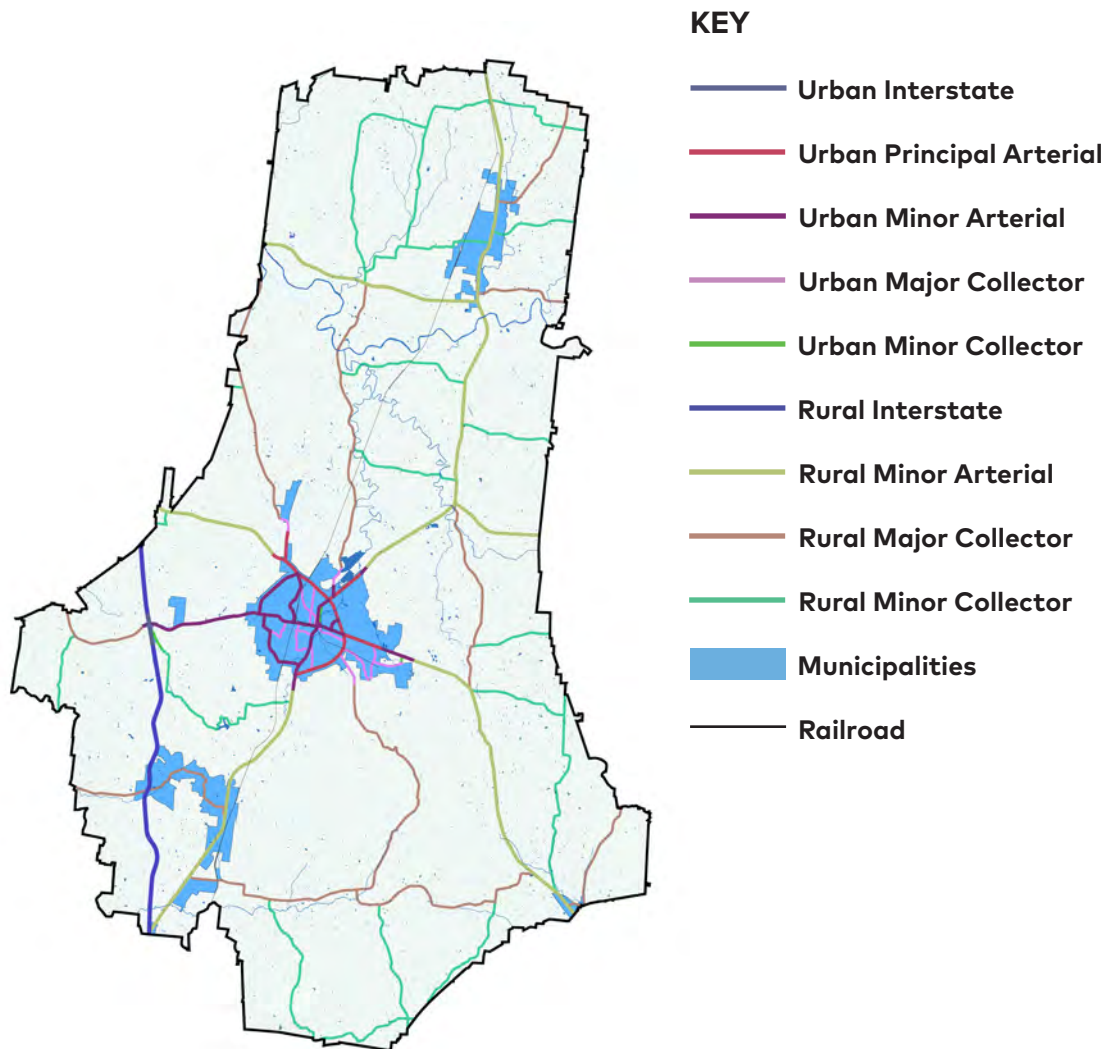 KEY
Urban Interstate
Urban Principal Arterial
Urban Minor Arterial
Urban Major Collector
Urban Minor Collector
Rural Interstate
Rural Minor Arterial
Rural Major Collector
Rural Minor Collector
Municipalities
Railroad